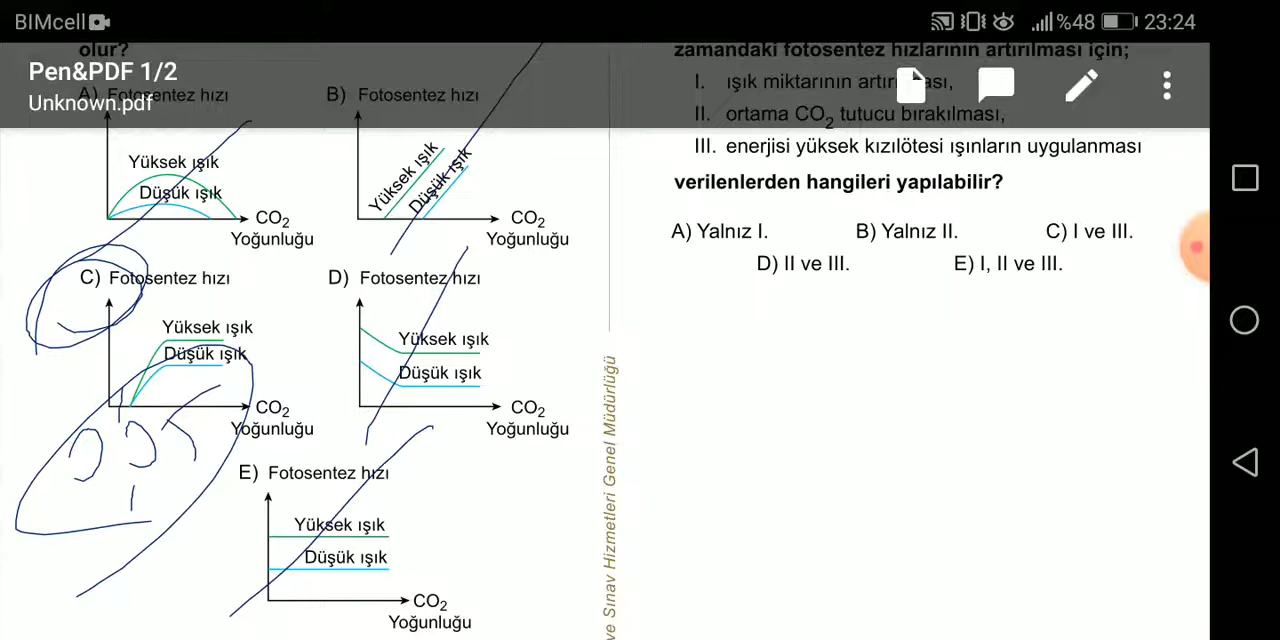 BIMcell
%48 23:24
olur?
Pen&PDF 1/2
Unknown.pdf
A) Fotosentez hızı
Yüksek ışık
Düşük ışık
CO2
Yoğunluğu
B) Fotosentez hızı
Yüksek ışık
Düşük ışık
CO2
Yoğunluğu
C) Fotosentez hızı
Yüksek ışık
Düşük ışık
CO2
Yoğunluğu
D) Fotosentez hızı
Yüksek ışık
Düşük ışık
CO2
Yoğunluğu
E) Fotosentez hızı
Yüksek ışık
Düşük ışık
CO2
Yoğunluğu
ve Sınav Hizmetleri Genel Müdürlüğü
zamandaki fotosentez hızlarının artırılması için;
I. ışık miktarının
II. ortama CO2 tutucu bırakılması,
III. enerjisi yüksek kızılötesi ışınların uygulanması
verilenlerden hangileri yapılabilir?
A) Yalnız I. B) Yalnız II. C) I ve III.
D) II ve III. E) I, II ve III.